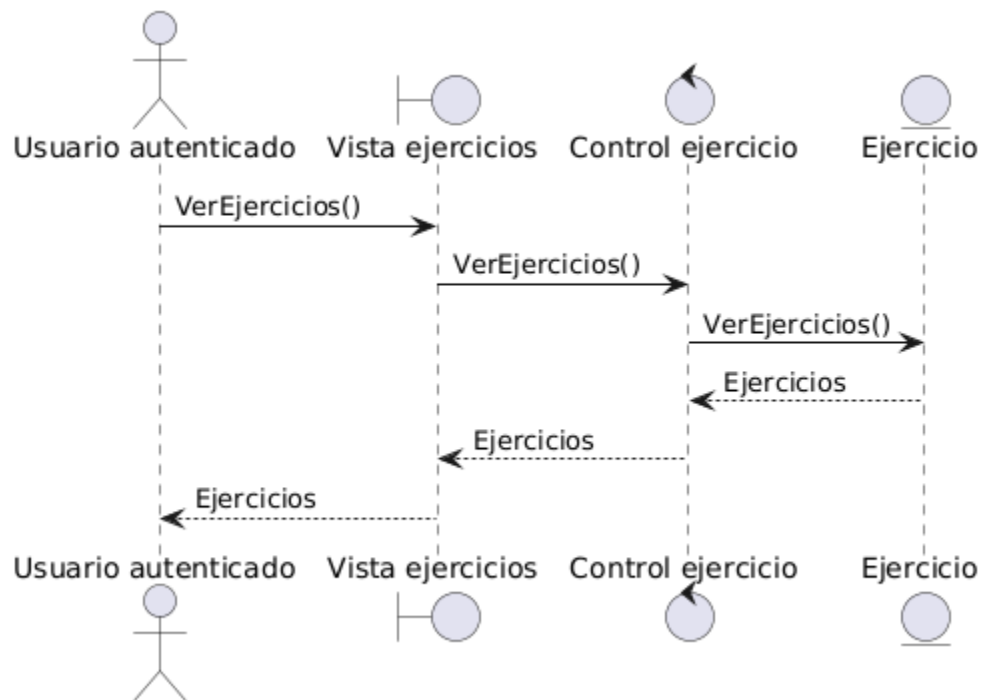 Usuario autenticado Vista ejercicios Control ejercicio Ejercicio
VerEjercicios()
VerEjercicios()
VerEjercicios()
Ejercicios
Ejercicios
Ejercicios
Usuario autenticado Vista ejercicios Control ejercicio Ejercicio